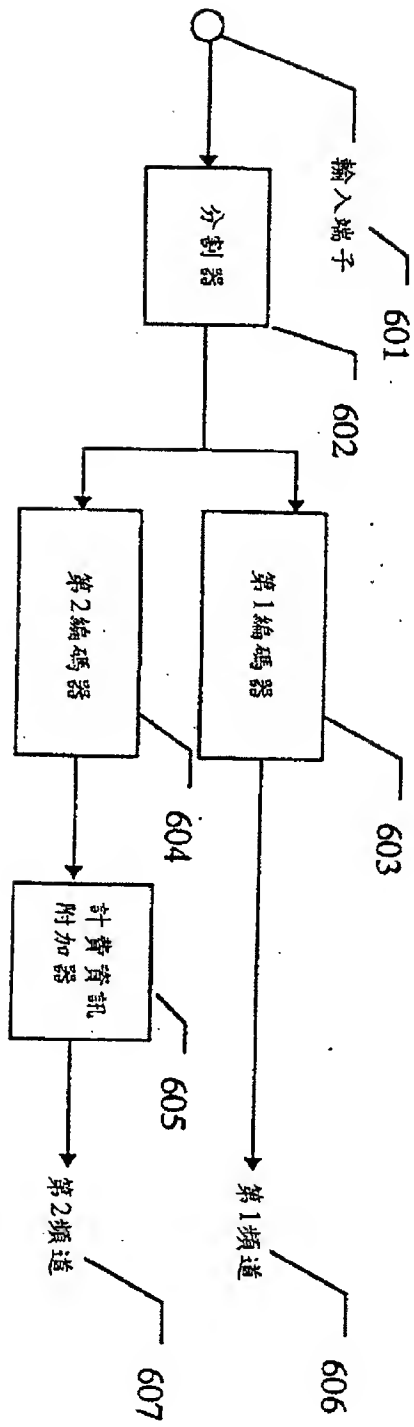 輸入端子
601
分割器
602
第1編碼器
603
第2編碼器
604
計費資訊
附加器
605
第1頻道
606
第2頻道
607